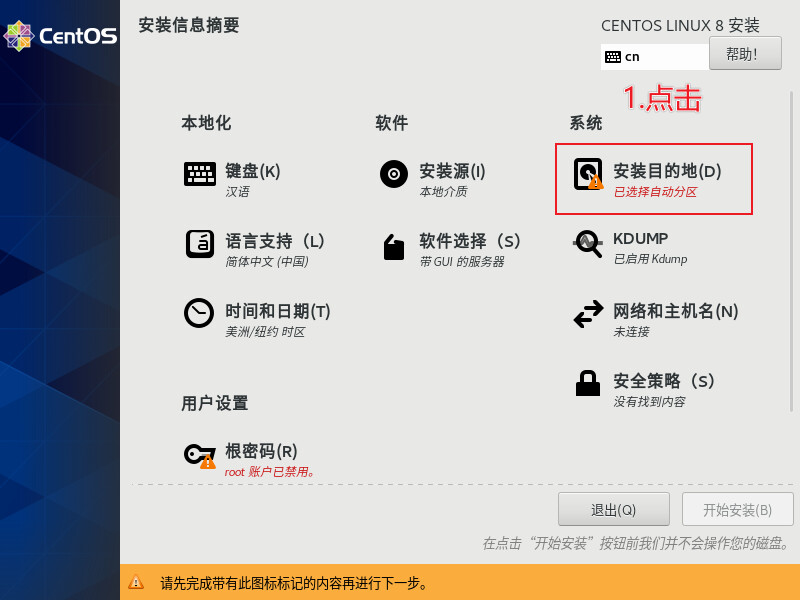 CentOS
安装信息摘要
CENTOS LINUX 8 安装
cn
帮助！
1.点击
本地化
键盘(K)
汉语
语言支持（L）
简体中文 (中国)
时间和日期(T)
美洲/纽约 时区
软件
安装源(I)
本地介质
软件选择（S）
带 GUI 的服务器
系统
安装目的地(D)
已选择自动分区
KDUMP
已启用 Kdump
网络和主机名(N)
未连接
安全策略（S）
没有找到内容
用户设置
根密码(R)
root 账户已禁用。
退出(Q)
开始安装(B)
在点击“开始安装”按钮前我们并不会操作您的磁盘。
请先完成带有此图标标记的内容再进行下一步。